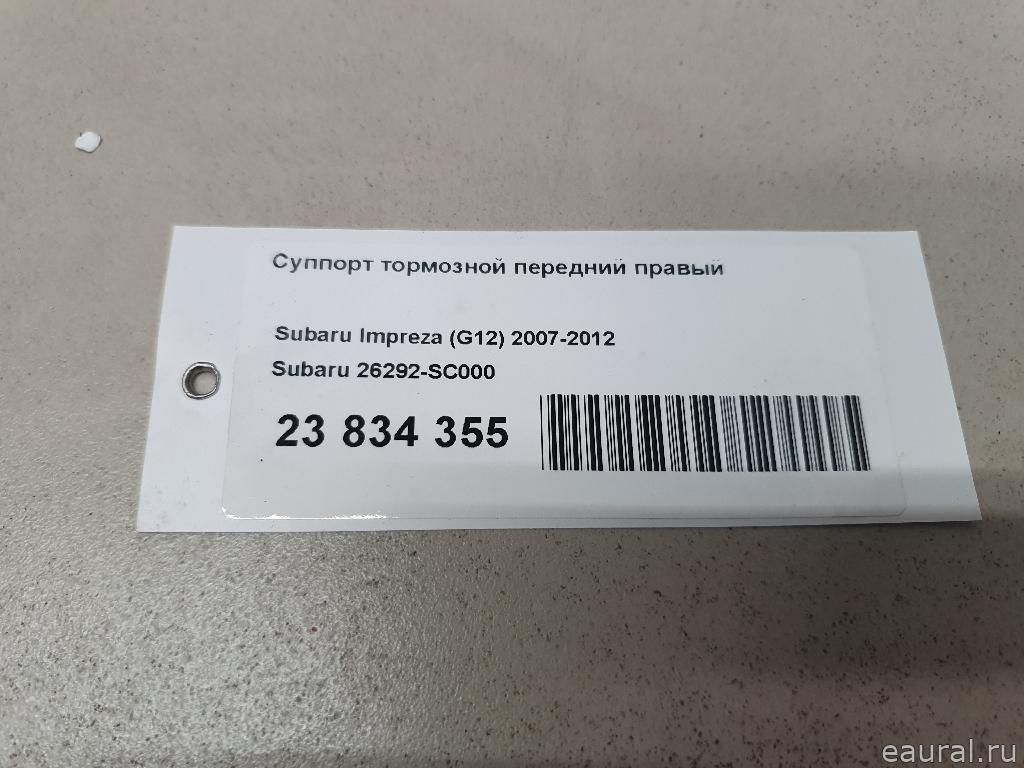 Суппорт тормозной передний правый
Subaru Impreza (G12) 2007-2012
Subaru 26292-SC000
23 834 355
eaural.ru